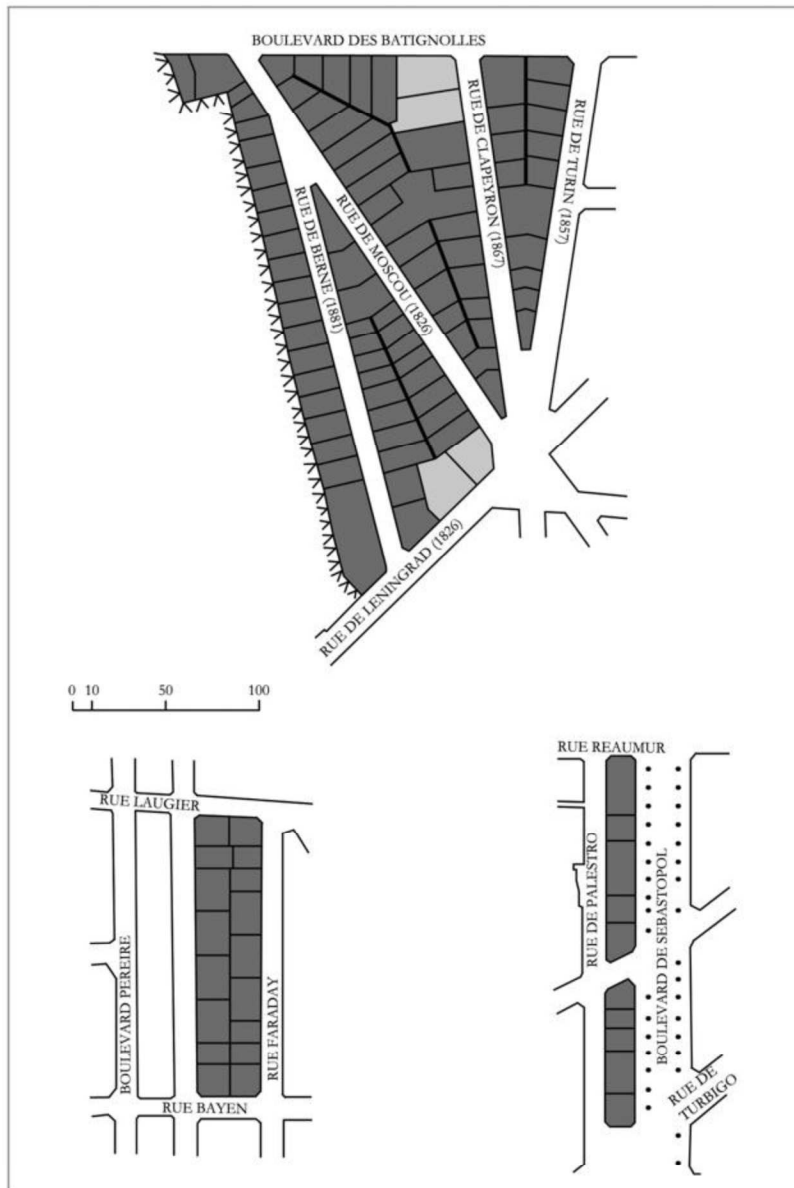 BOULEVARD DES BATIGNOLLES
RUE DE CLAPEYRON (1867)
RUE DE TURIN (1857)
RUE DE MOSCOU (1826)
RUE DE BERNE (1881)
RUE DE LENINGRAD (1826)
0 10 50 100
RUE LAUGIER
BOULEVARD PEREIRE
RUE FARADAY
RUE BAYEN
RUE REAUMUR
RUE DE PALESTRO
BOULEVARD DE SEBASTOPOL
RUE DE
TURBIGO